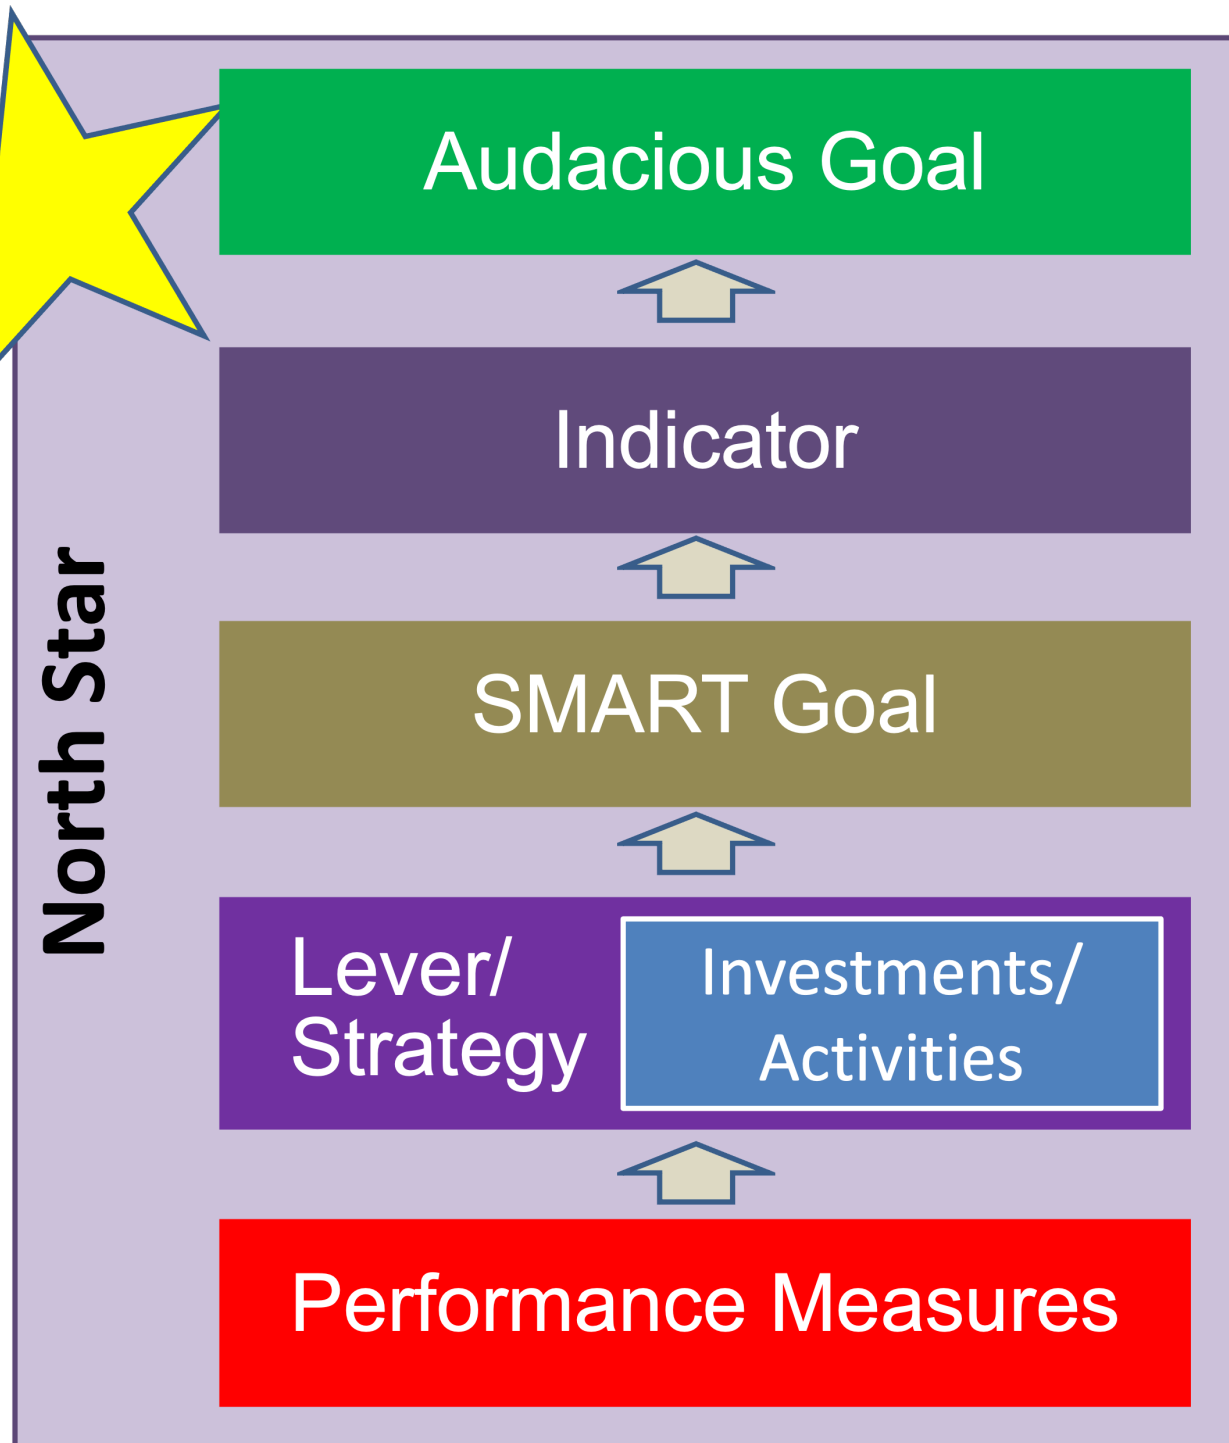 Audacious Goal
Indicator
SMART Goal
Lever/
Strategy
Investments/
Activities
Performance Measures
North Star